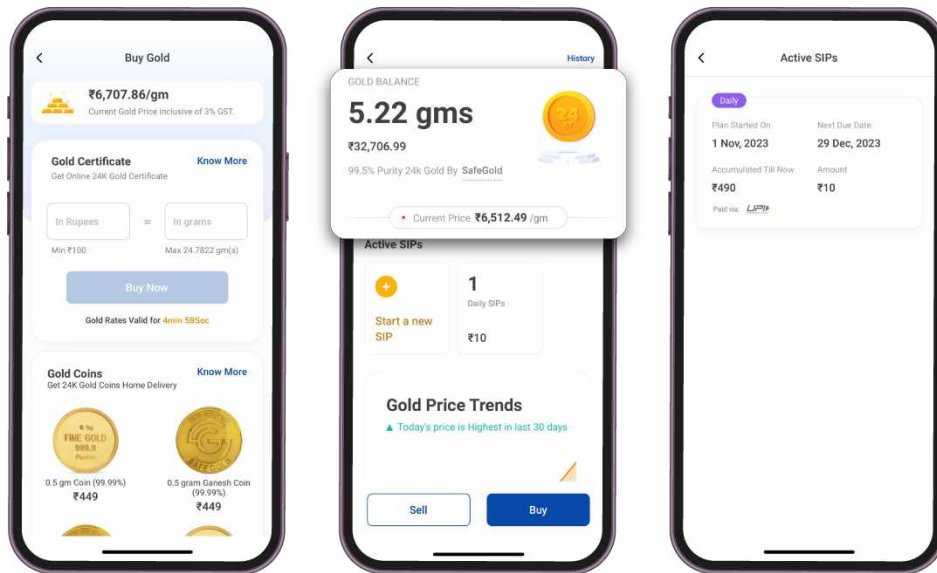 Buy Gold
₹6,707.86/gm
Current Gold Price Inclusive of 3% GST.
Gold Certificate
Know More
Get Online 24K Gold Certificate
In Rupees
=
In grams
Min ₹100
Max 24.7822 gm(s)
Buy Now
Gold Rates Valid for 4min 59Sec
Gold Coins
Know More
Get 24K Gold Coins Home Delivery
FINE GOLD
999.9
SAFEGOLD
0.5 gm Coin (99.99%)
₹449
0.5 gram Ganesh Coin
(99.99%)
₹449
History
GOLD BALANCE
5.22 gms
24
₹32,706.99
99.5% Purity 24k Gold By SafeGold
Current Price ₹6,512.49 /gm
Active SIPs
+
Start a new
SIP
1
Daily SIPs
₹10
Gold Price Trends
▲ Today's price is Highest in last 30 days
Sell
Buy
Active SIPs
Daily
Plan Started On
Next Due Date
1 Nov, 2023
29 Dec, 2023
Accumulated Till Now
Amount
₹490
₹10
Paid via: UPI